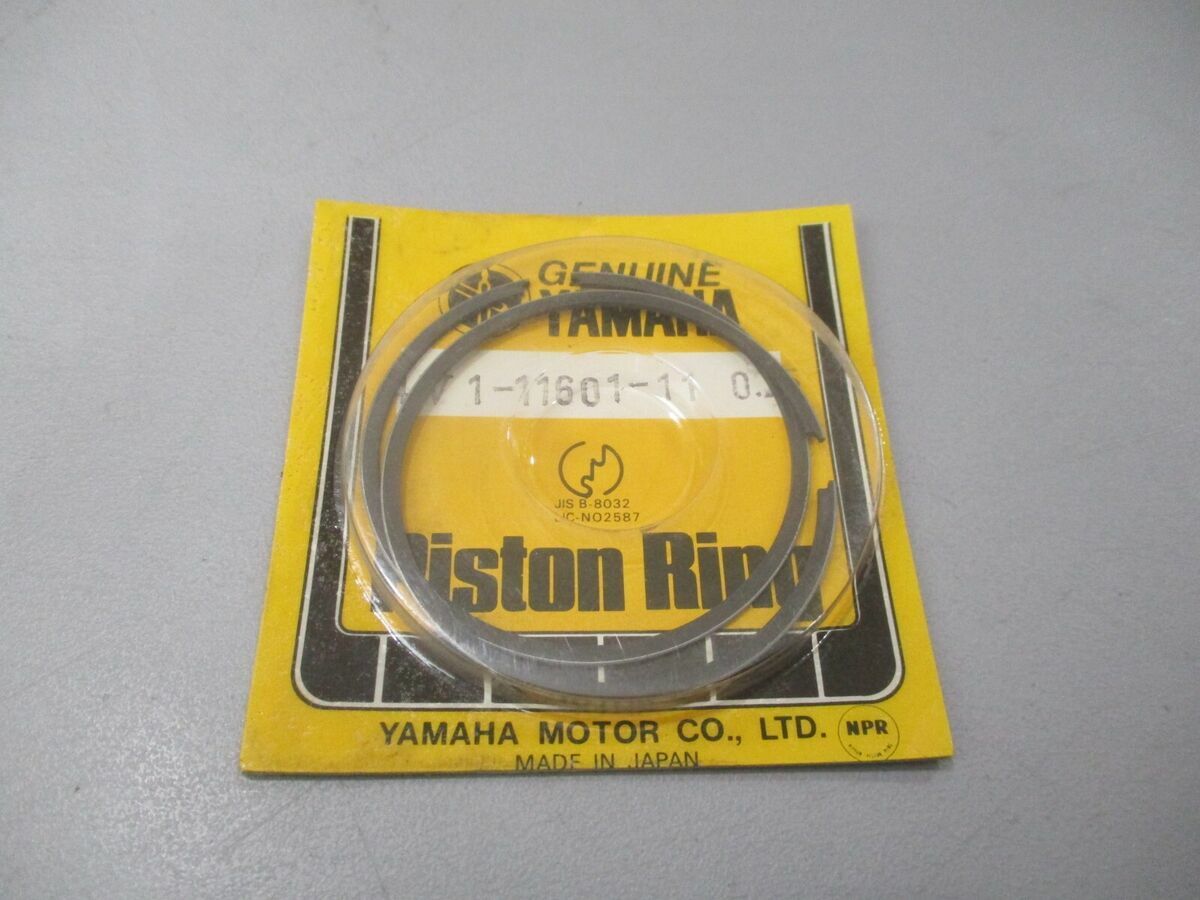 GENUINE
YAMAHA
1-11601-11
JIS B-8032
NO2587
Piston Ring
YAMAHA MOTOR CO., LTD.
NPR
MADE IN JAPAN